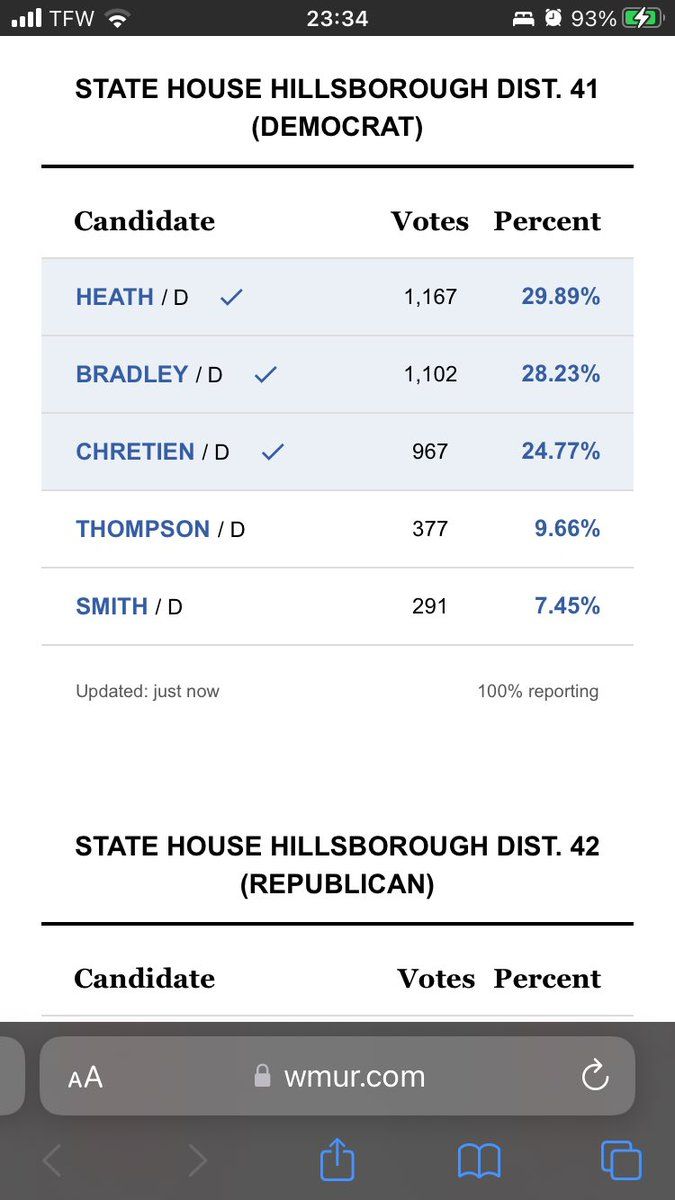 TFW 23:34 93%
STATE HOUSE HILLSBOROUGH DIST. 41
(DEMOCRAT)
Candidate Votes Percent
HEATH / D 1,167 29.89%
BRADLEY / D 1,102 28.23%
CHRETIEN / D 967 24.77%
THOMPSON / D 377 9.66%
SMITH / D 291 7.45%
Updated: just now 100% reporting
STATE HOUSE HILLSBOROUGH DIST. 42
(REPUBLICAN)
Candidate Votes Percent
AA wmur.com